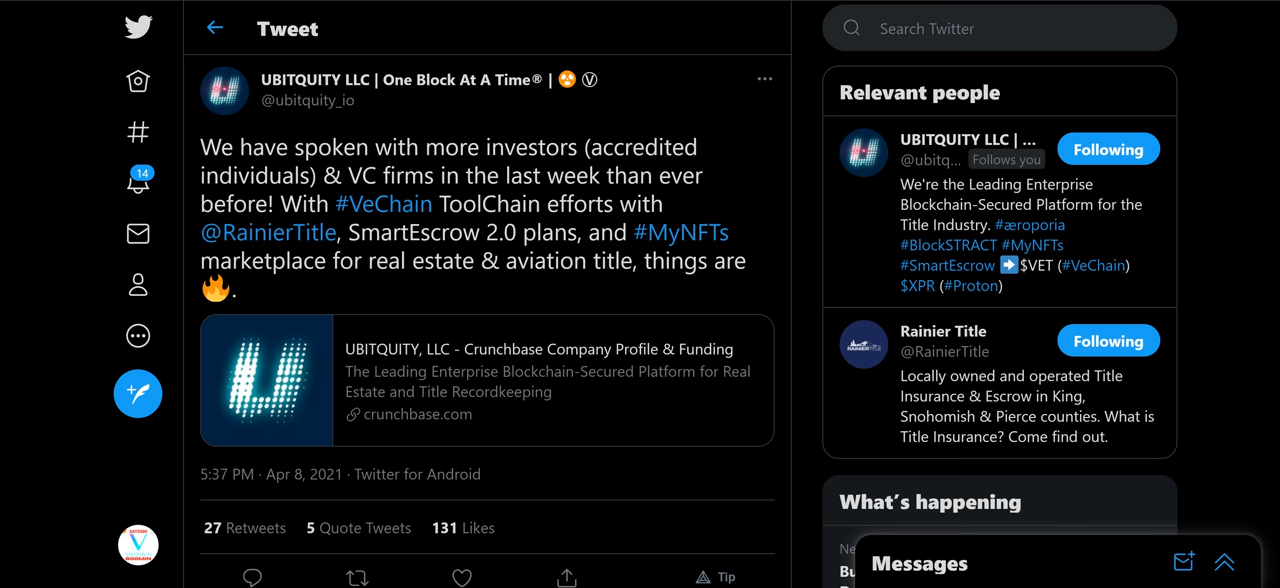 Tweet
UBITQUITY LLC | One Block At A Time® | ☢️ Ⓥ
@ubitquity_io
We have spoken with more investors (accredited
individuals) & VC firms in the last week than ever
before! With #VeChain ToolChain efforts with
@RainierTitle, SmartEscrow 2.0 plans, and #MyNFTs
marketplace for real estate & aviation title, things are
🔥.
UBITQUITY, LLC - Crunchbase Company Profile & Funding
The Leading Enterprise Blockchain-Secured Platform for Real
Estate and Title Recordkeeping
crunchbase.com
5:37 PM · Apr 8, 2021 · Twitter for Android
27 Retweets 5 Quote Tweets 131 Likes
Tip
14
Search Twitter
Relevant people
UBITQUITY LLC | ...
@ubitq... Follows you
Following
We're the Leading Enterprise
Blockchain-Secured Platform for the
Title Industry. #æroporia
#BlockSTRACT #MyNFTs
#SmartEscrow ➡️$VET (#VeChain)
$XPR (#Proton)
Rainier Title
@RainierTitle
Following
Locally owned and operated Title
Insurance & Escrow in King,
Snohomish & Pierce counties. What is
Title Insurance? Come find out.
What's happening
Messages